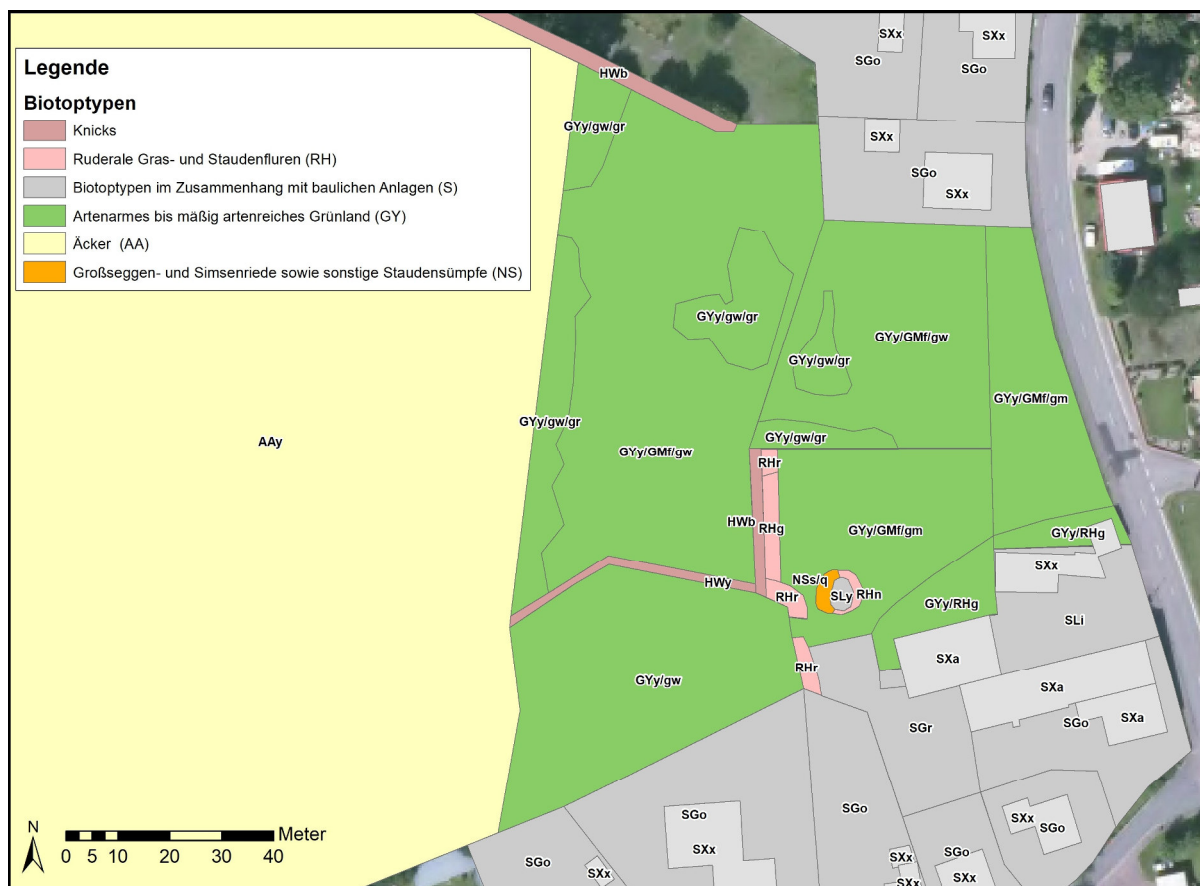 Legende
Biotoptypen
Knicks
Ruderale Gras- und Staudenfluren (RH)
Biotoptypen im Zusammenhang mit baulichen Anlagen (S)
Artenarmes bis mäßig artenreiches Grünland (GY)
Äcker (AA)
Großseggen- und Simsenriede sowie sonstige Staudensümpfe (NS)
SXx
SXx
SGo
SGo
HWb
GYy/gw/gr
SXx
SGo
SXx
GYy/gw/gr
GYy/GMf/gw
GYy/gw/gr
GYy/GMf/gm
GYy/gw/gr
GYy/gw/gr
AAy
GYy/GMf/gw
RHr
HWb
RHg
GYy/GMf/gm
GYy/RHg
SXx
HWy
NSs/q
RHr
SLy
RHn
GYy/RHg
SLi
SXa
RHr
GYy/gw
SXa
SXa
SGo
SGr
SGo
SGo
SXx
SGo
SXx
SGo
SXx
SGo
SXx
SXx
SXx
N
0 5 10 20 30 40 Meter